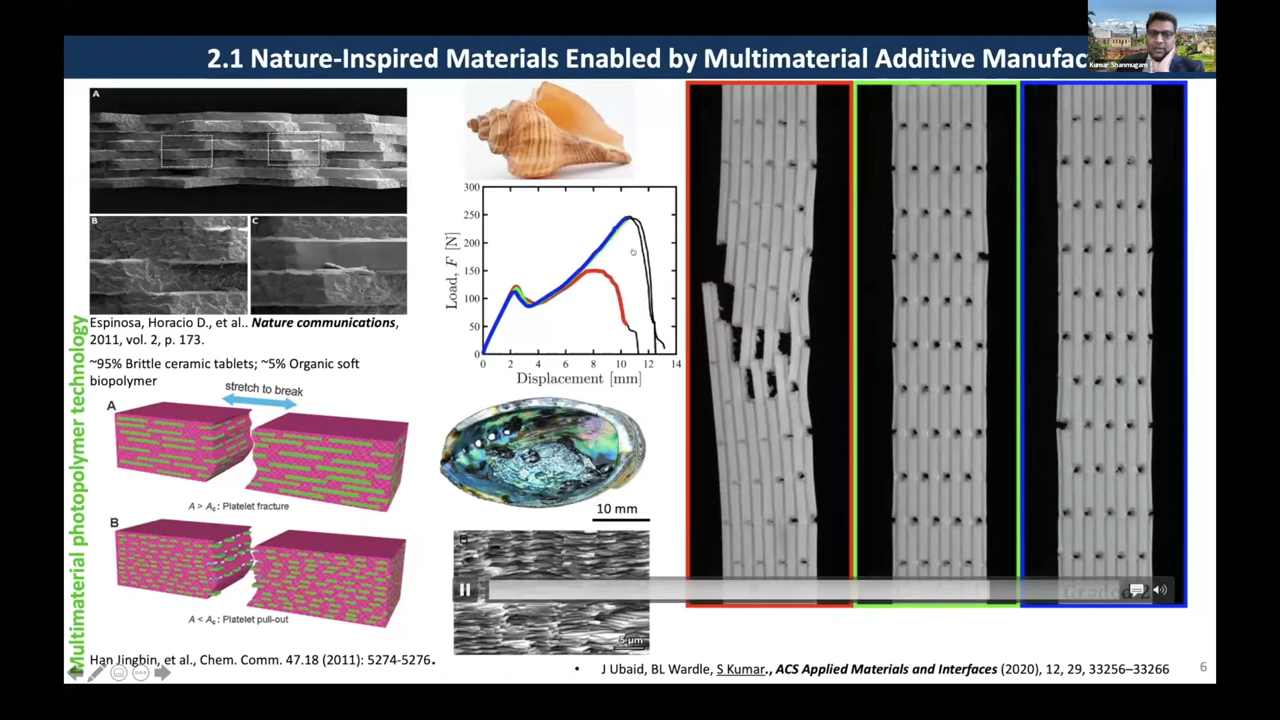 2.1 Nature-Inspired Materials Enabled by Multimaterial Additive Manufac
Kumar Shanmugam
A
B
C
Espinosa, Horacio D., et al.. Nature communications,
2011, vol. 2, p. 173.
~95% Brittle ceramic tablets; ~5% Organic soft
biopolymer
Multimaterial photopolymer technology
stretch to break
A
A > Ac : Platelet fracture
B
A < Ac : Platelet pull-out
Han Jingbin, et al., Chem. Comm. 47.18 (2011): 5274-5276.
Load, F [N]
300
250
200
150
100
50
0
0 2 4 6 8 10 12 14
Displacement [mm]
10 mm
5 µm
• J Ubaid, BL Wardle, S Kumar., ACS Applied Materials and Interfaces (2020), 12, 29, 33256–33266
6